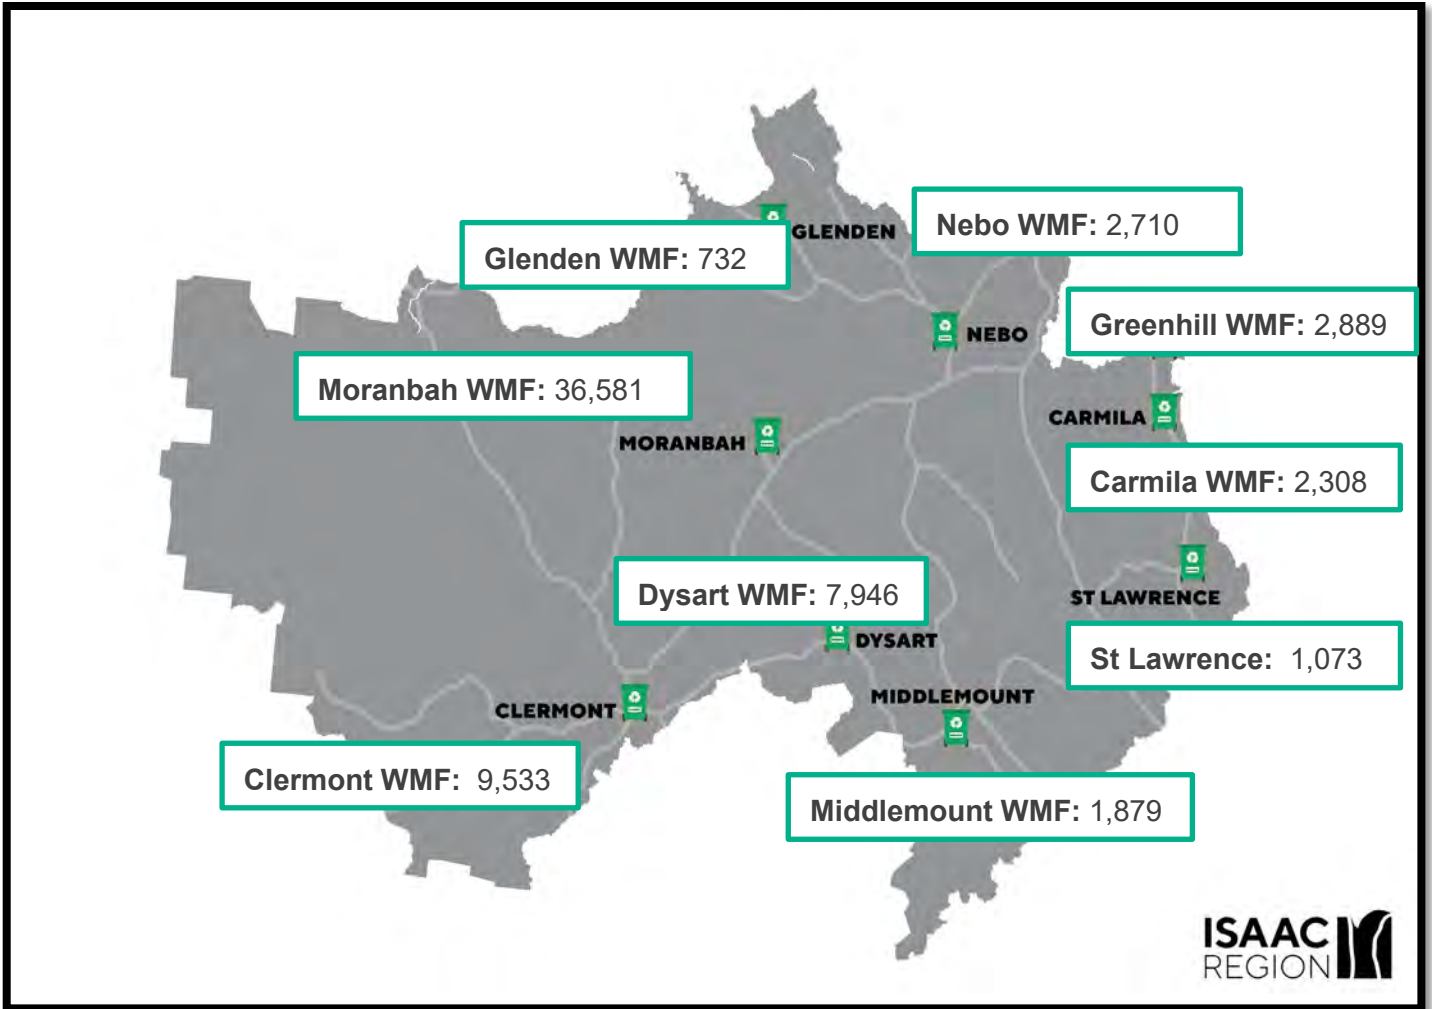 GLENDEN
Nebo WMF: 2,710
Glenden WMF: 732
Greenhill WMF: 2,889
NEBO
Moranbah WMF: 36,581
CARMILA
MORANBAH
Carmila WMF: 2,308
Dysart WMF: 7,946
ST LAWRENCE
DYSART
St Lawrence: 1,073
MIDDLEMOUNT
CLERMONT
Clermont WMF: 9,533
Middlemount WMF: 1,879
ISAAC
REGION